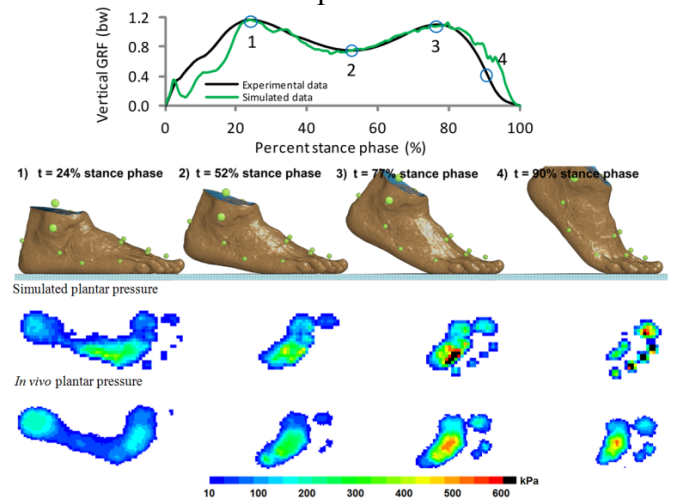 1.2
0.8
0.4
0.0
Vertical GRF (bw)
1
2
3
4
Experimental data
Simulated data
0 20 40 60 80 100
Percent stance phase (%)
1) t = 24% stance phase 2) t = 52% stance phase 3) t = 77% stance phase 4) t = 90% stance phase
Simulated plantar pressure
In vivo plantar pressure
kPa
10 100 200 300 400 500 600